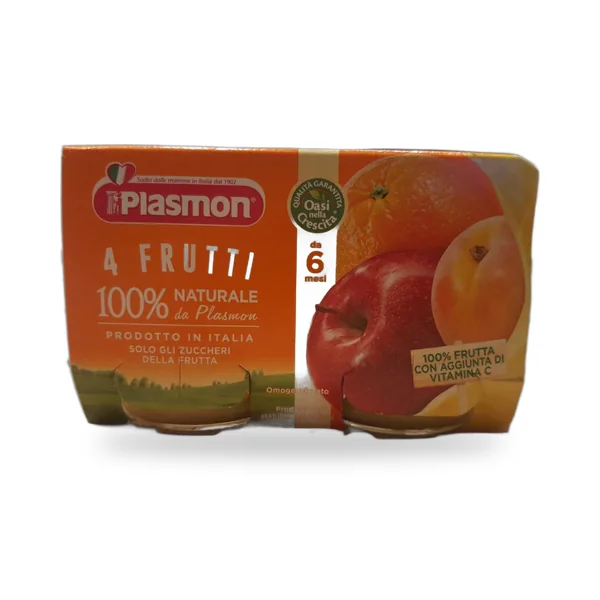 Scelto dalle mamme in Italia dal 1902
Plasmon
4 FRUTTI
100% NATURALE
da Plasmon
PRODOTTO IN ITALIA
SOLO GLI ZUCCHERI
DELLA FRUTTA
QUALITÀ GARANTITA
Oasi
nella
Crescita
da
6
mesi
100% FRUTTA
CON AGGIUNTA DI
VITAMINA C